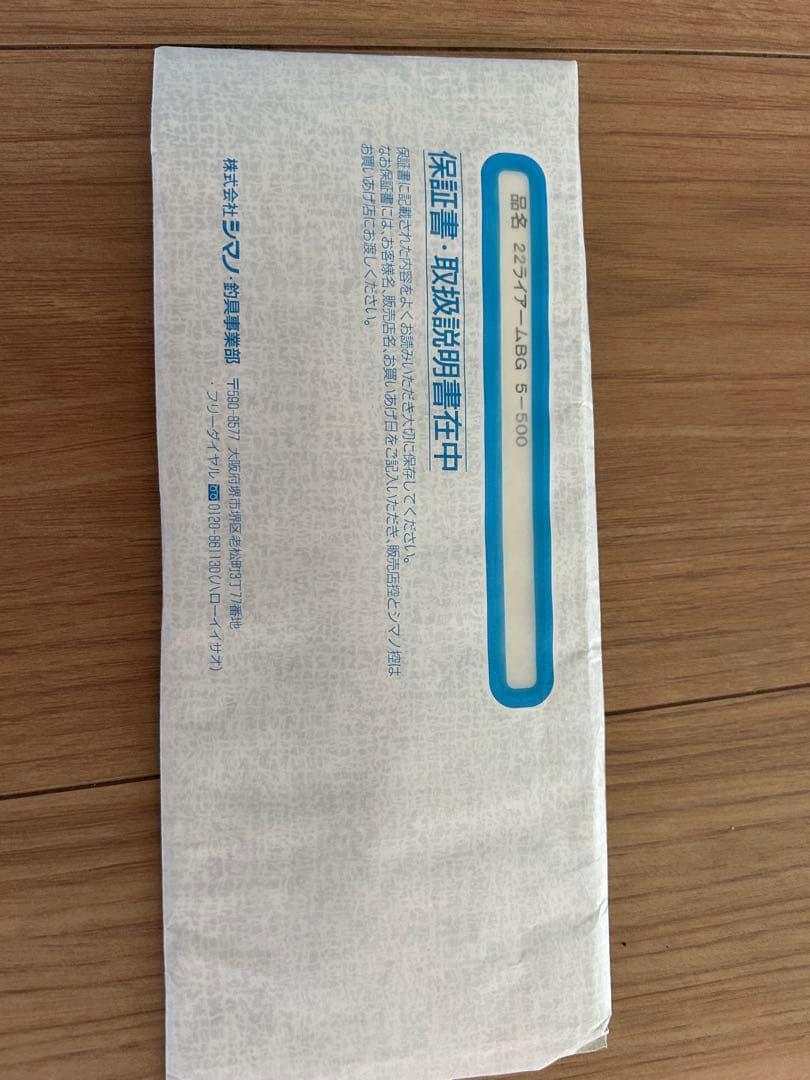 品名 22ライアームBG 5-500
保証書・取扱説明書在中
保証書に記載された内容をよくお読みいただき大切に保存してください。
なお保証書には、お客様名、販売店名、お買いあげ日をご記入いただき、販売店控とシマノ控は
お買いあげ店にお渡しください。
株式会社 シマノ・釣具事業部 〒590-8577 大阪府堺市堺区老松町3丁77番地
・フリーダイヤル 0120-861130(ハローイイサオ)